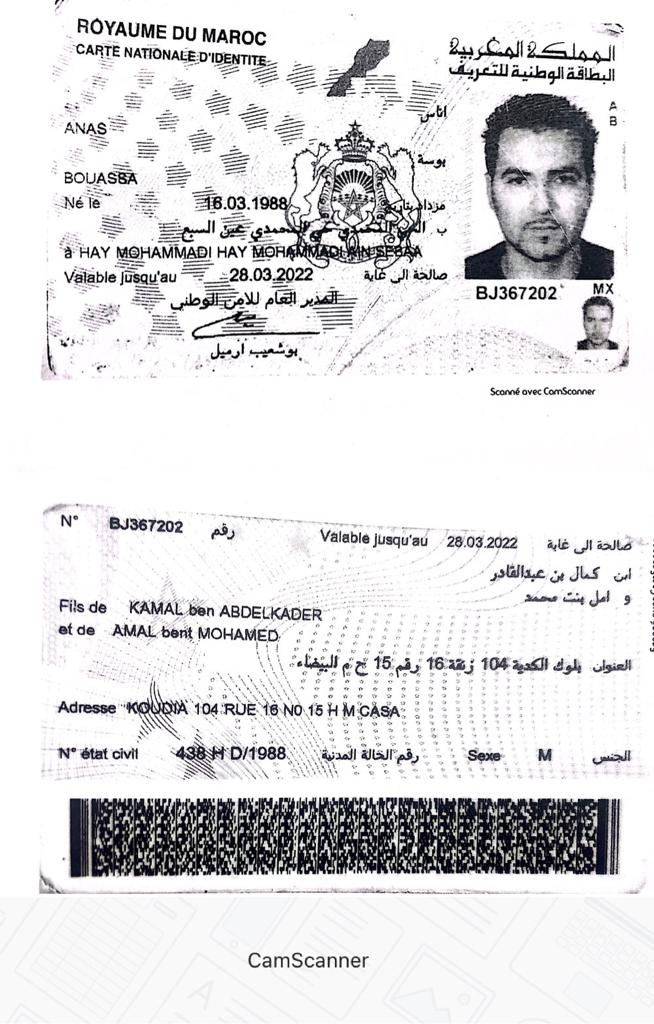 ROYAUME DU MAROC
CARTE NATIONALE D'IDENTITE
المملكة المغربية
البطاقة الوطنية للتعريف
A
B
اناس
ANAS
بوسة
BOUASSA
Né le 16.03.1988 مزداد بتاريخ
ب الحي المحمدي حي المحمدي عين السبع
à HAY MOHAMMADI HAY MOHAMMADI AIN SEBAA
Valable jusqu'au 28.03.2022 صالحة الى غاية
المدير العام للأمن الوطني
بوشعيب ارميل
BJ367202 MX
Scanné avec CamScanner
N° BJ367202 رقم Valable jusqu'au 28.03.2022 صالحة الى غاية
ابن كمال بن عبدالقادر
و امل بنت محمد
Fils de KAMAL ben ABDELKADER
et de AMAL bent MOHAMED
العنوان بلوك الكدية 104 زنقة 16 رقم 15 ح م البيضاء
Adresse KOUDIA 104 RUE 16 N0 15 H M CASA
N° état civil 438 H D/1988 رقم الحالة المدنية Sexe M الجنس
CamScanner